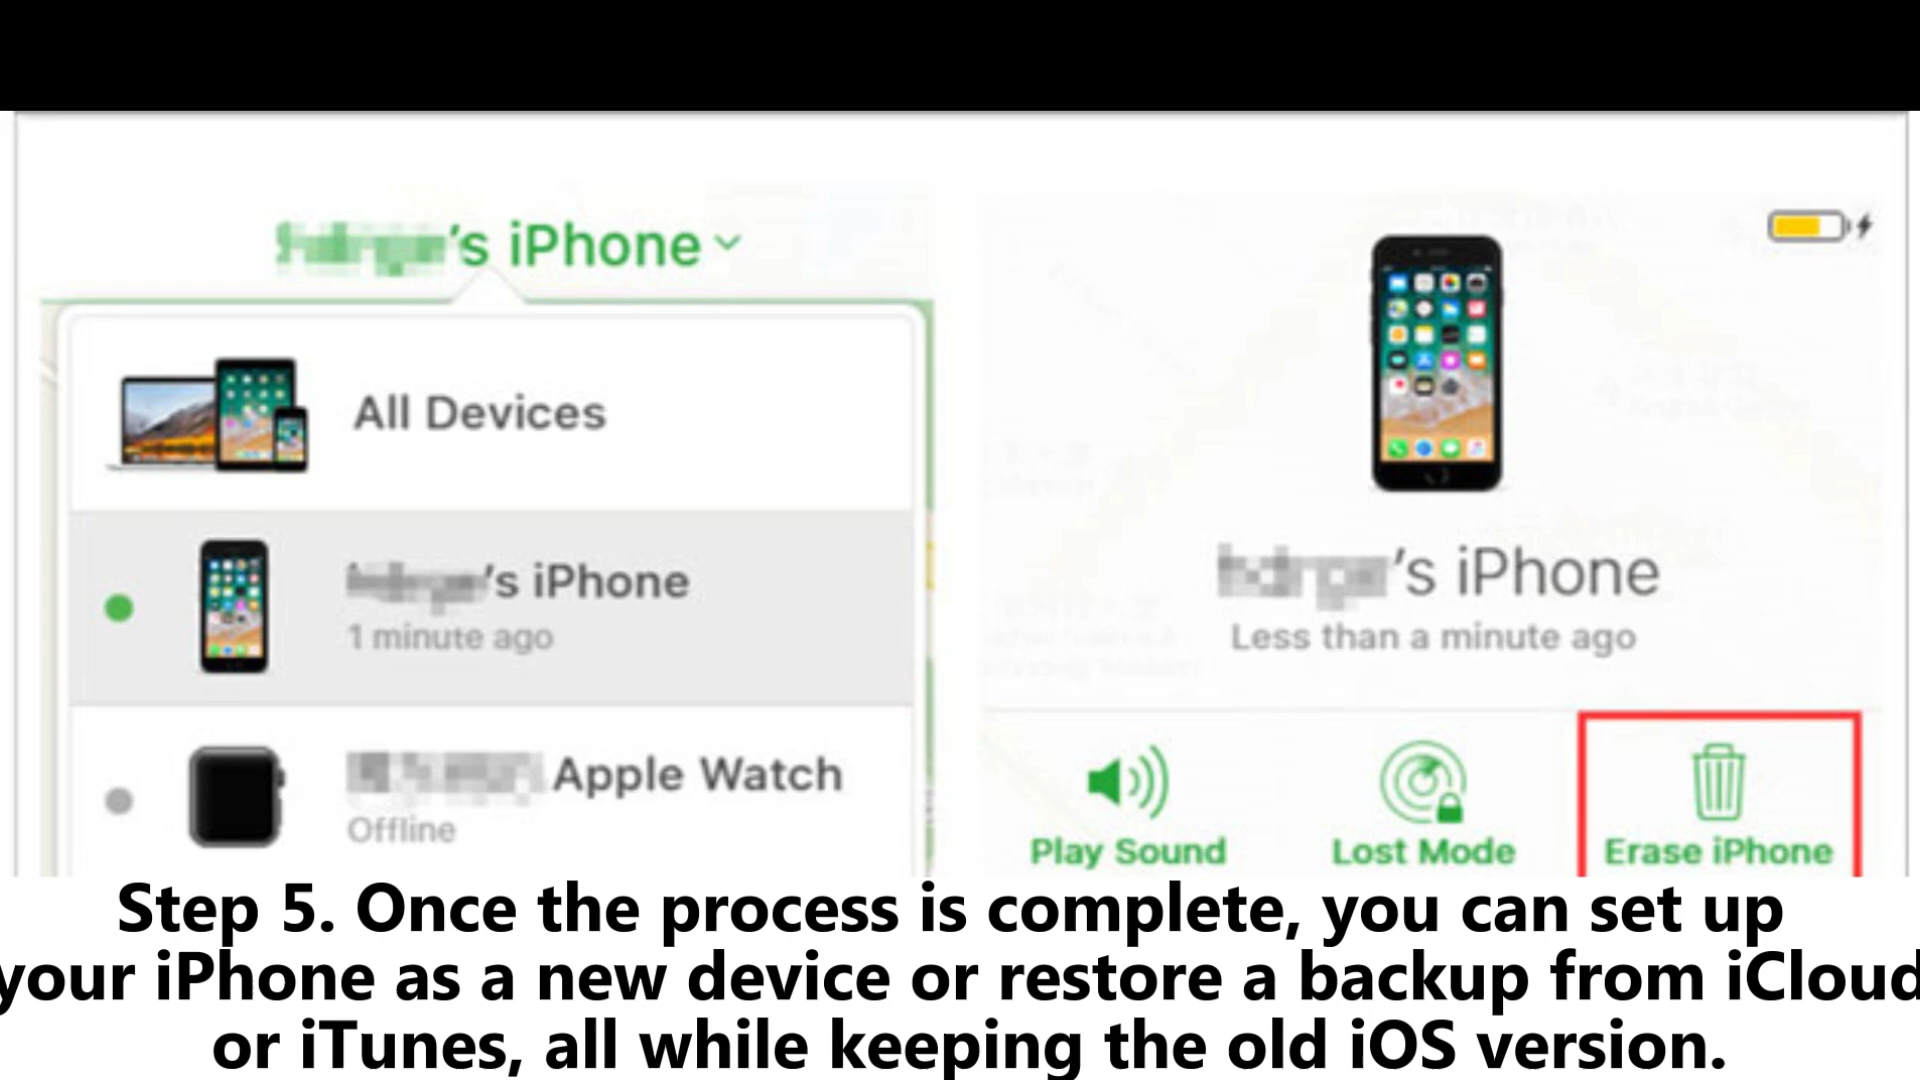 's iPhone
All Devices
's iPhone
1 minute ago
Apple Watch
Offline
's iPhone
Less than a minute ago
Play Sound
Lost Mode
Erase iPhone
Step 5. Once the process is complete, you can set up
your iPhone as a new device or restore a backup from iCloud
or iTunes, all while keeping the old iOS version.